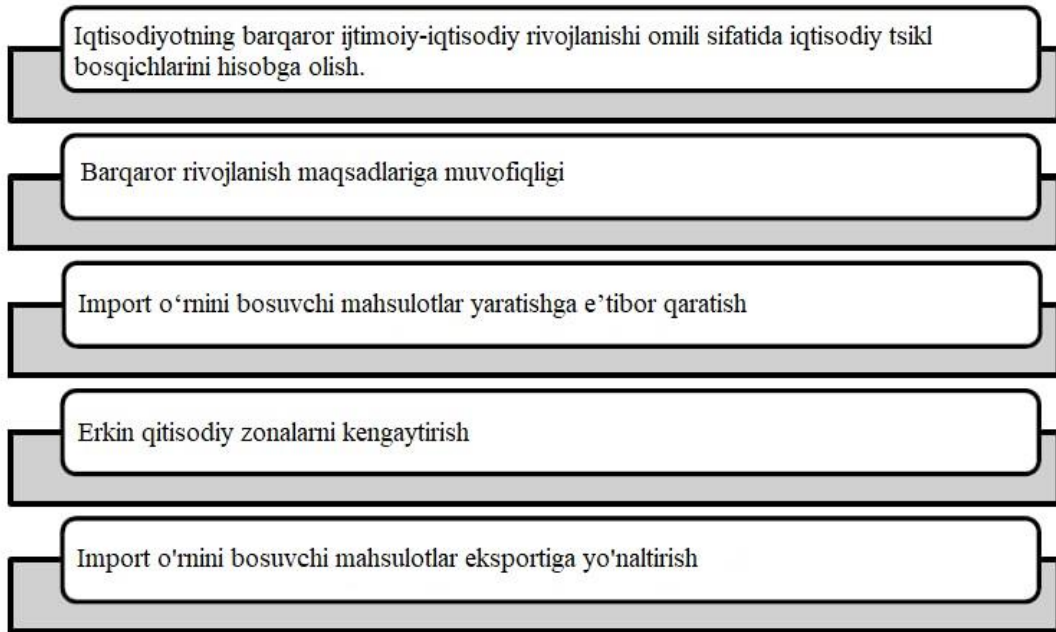 Iqtisodiyotning barqaror ijtimoiy-iqtisodiy rivojlanishi omili sifatida iqtisodiy tsikl
bosqichlarini hisobga olish.
Barqaror rivojlanish maqsadlariga muvofiqligi
Import o‘rnini bosuvchi mahsulotlar yaratishga e’tibor qaratish
Erkin qitisodiy zonalarni kengaytirish
Import o'rnini bosuvchi mahsulotlar eksportiga yo'naltirish